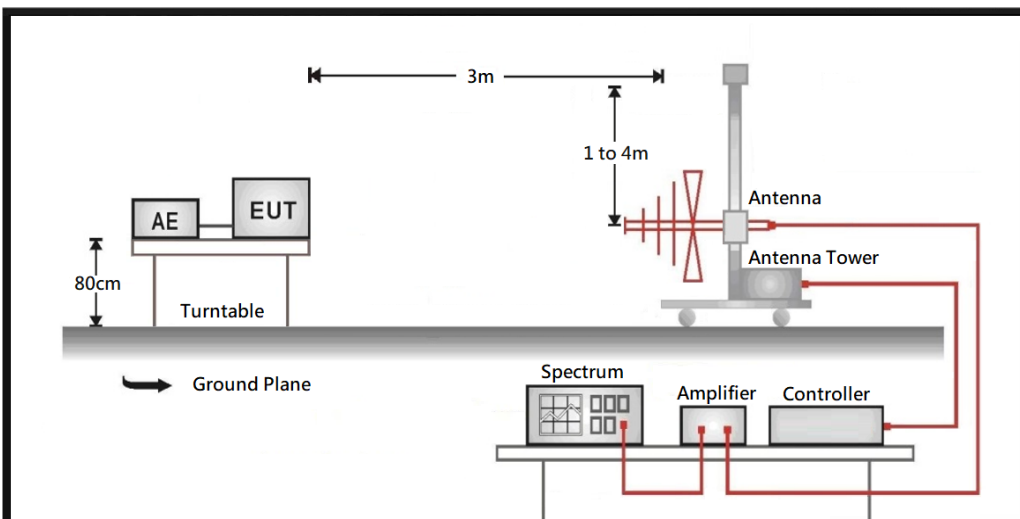 3m
1 to 4m
Antenna
AE
EUT
Antenna Tower
80cm
Turntable
Ground Plane
Spectrum
Amplifier
Controller